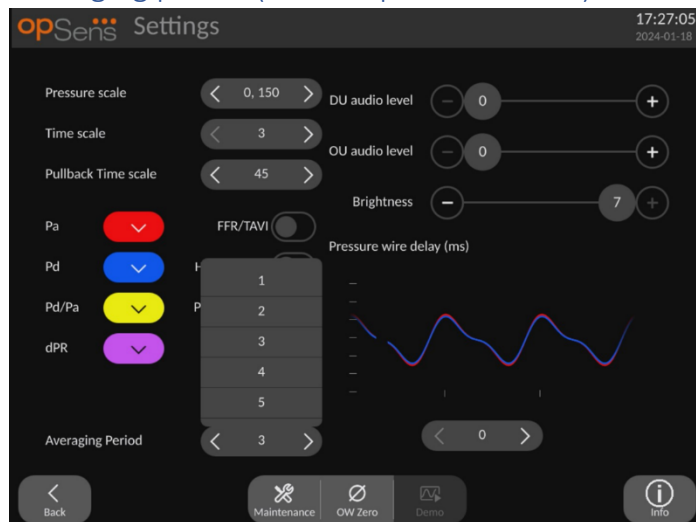 opSens Settings
17:27:05
2024-01-18
Pressure scale
0, 150
Time scale
3
Pullback Time scale
45
DU audio level
0
OU audio level
0
Brightness
7
Pa
FFR/TAVI
Pd
H
Pd/Pa
P
dPR
1
2
3
4
5
Pressure wire delay (ms)
Averaging Period
3
0
Back
Maintenance
OW Zero
Demo
Info